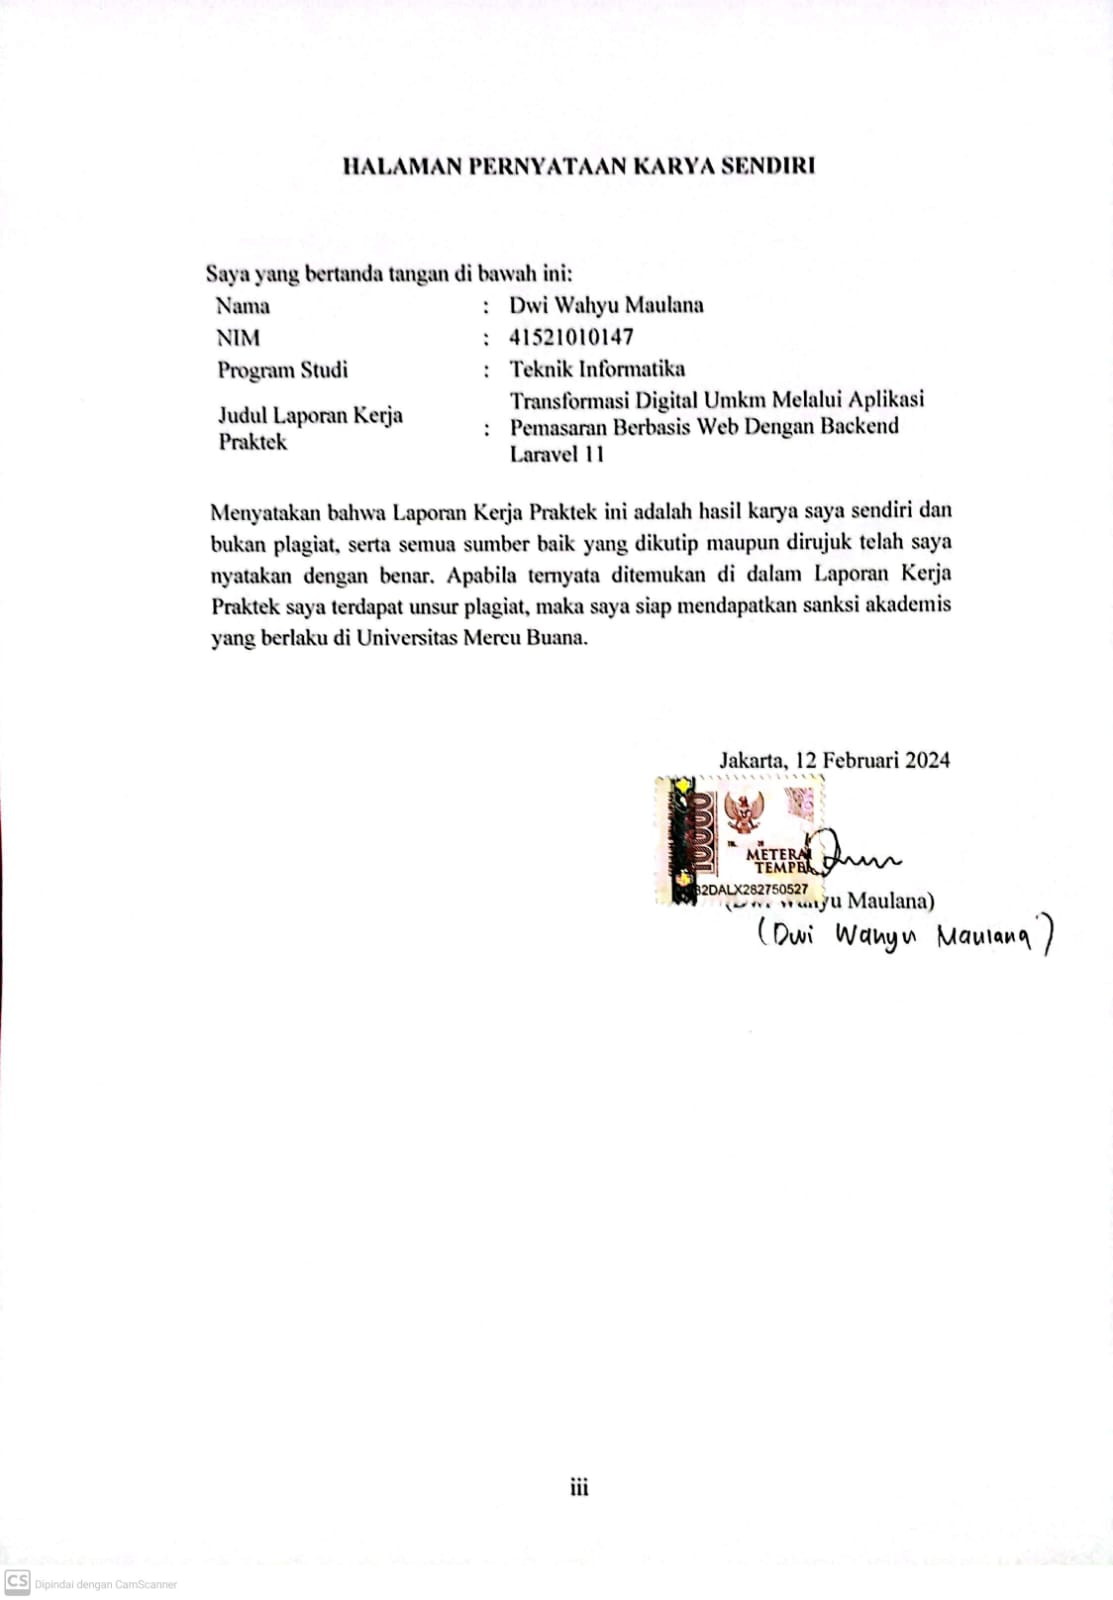 HALAMAN PERNYATAAN KARYA SENDIRI
Saya yang bertanda tangan di bawah ini:
Nama : Dwi Wahyu Maulana
NIM : 41521010147
Program Studi : Teknik Informatika
Judul Laporan Kerja Praktek : Transformasi Digital Umkm Melalui Aplikasi
Pemasaran Berbasis Web Dengan Backend
Laravel 11
Menyatakan bahwa Laporan Kerja Praktek ini adalah hasil karya saya sendiri dan
bukan plagiat, serta semua sumber baik yang dikutip maupun dirujuk telah saya
nyatakan dengan benar. Apabila ternyata ditemukan di dalam Laporan Kerja
Praktek saya terdapat unsur plagiat, maka saya siap mendapatkan sanksi akademis
yang berlaku di Universitas Mercu Buana.
Jakarta, 12 Februari 2024
10000
METERAI
TEMPEL
2DALX282750527
Maulana)
(Dwi Wahyu Maulana)
iii
CS Dipindai dengan CamScanner